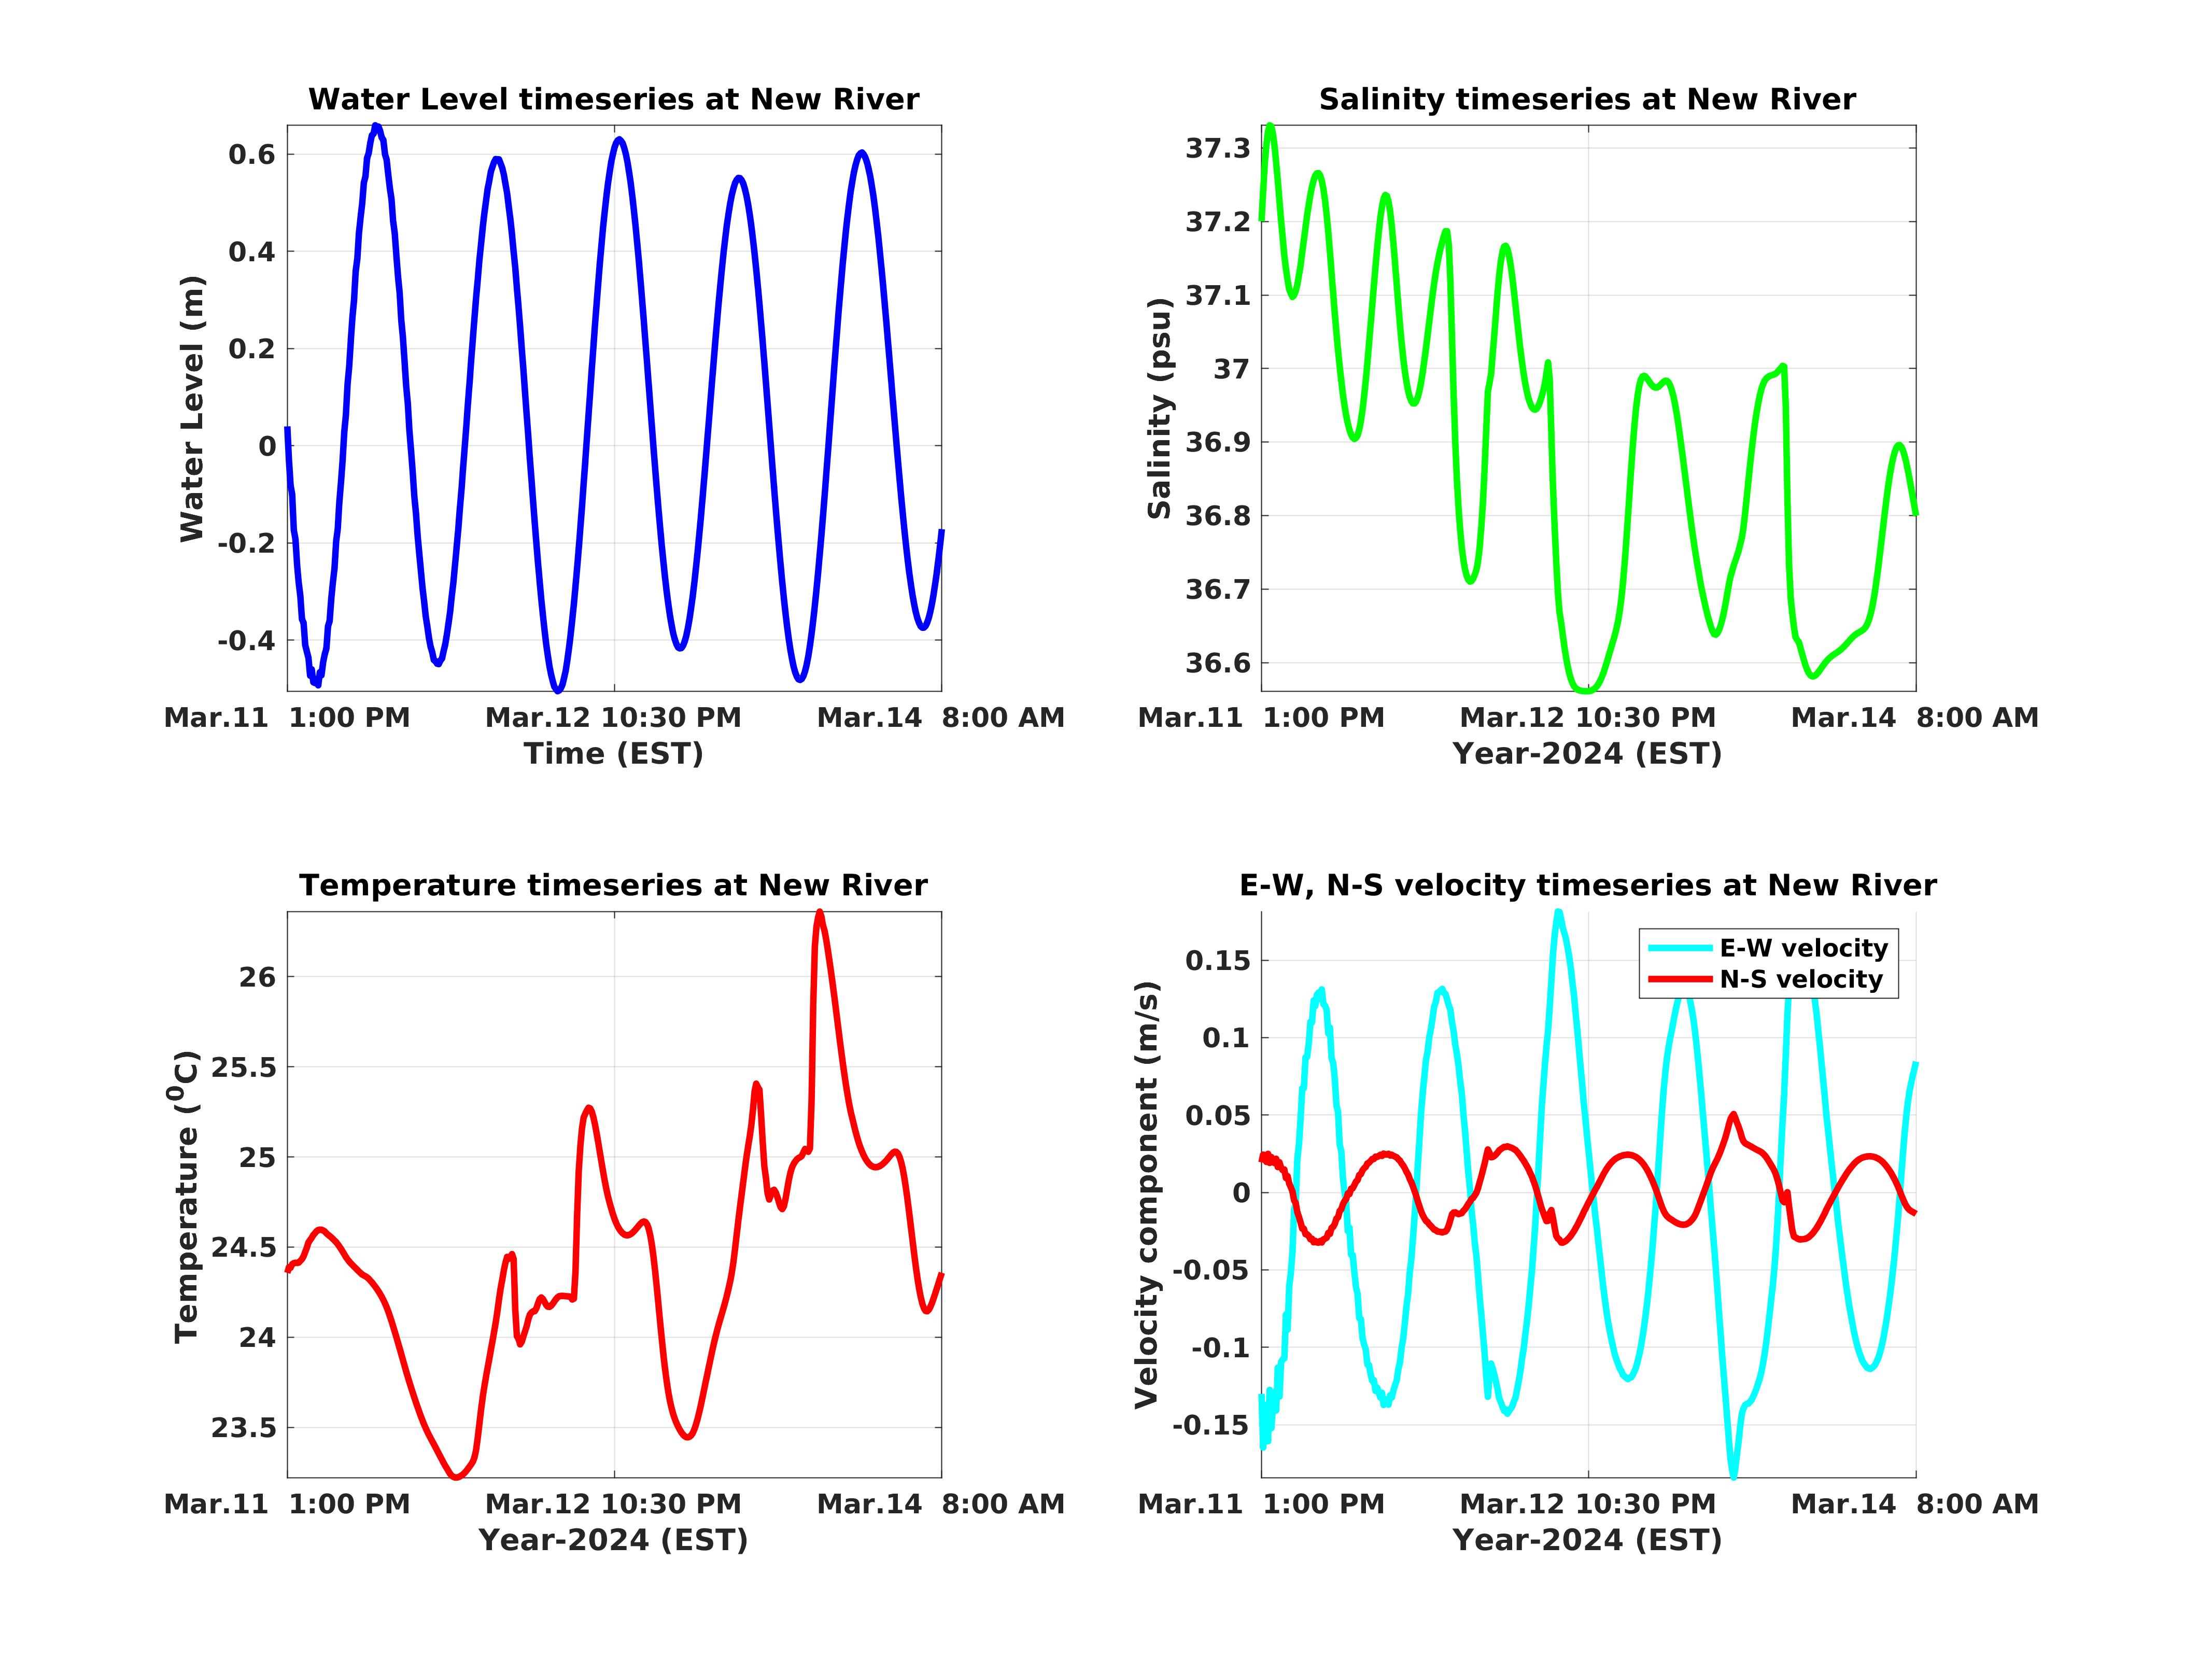 Water Level timeseries at New River
0.6
0.4
0.2
0
-0.2
-0.4
Water Level (m)
Mar.11 1:00 PM Mar.12 10:30 PM Mar.14 8:00 AM
Time (EST)
Salinity timeseries at New River
37.3
37.2
37.1
37
36.9
36.8
36.7
36.6
Salinity (psu)
Mar.11 1:00 PM Mar.12 10:30 PM Mar.14 8:00 AM
Year-2024 (EST)
Temperature timeseries at New River
26
25.5
25
24.5
24
23.5
Temperature (⁰C)
Mar.11 1:00 PM Mar.12 10:30 PM Mar.14 8:00 AM
Year-2024 (EST)
E-W, N-S velocity timeseries at New River
E-W velocity
N-S velocity
0.15
0.1
0.05
0
-0.05
-0.1
-0.15
Velocity component (m/s)
Mar.11 1:00 PM Mar.12 10:30 PM Mar.14 8:00 AM
Year-2024 (EST)